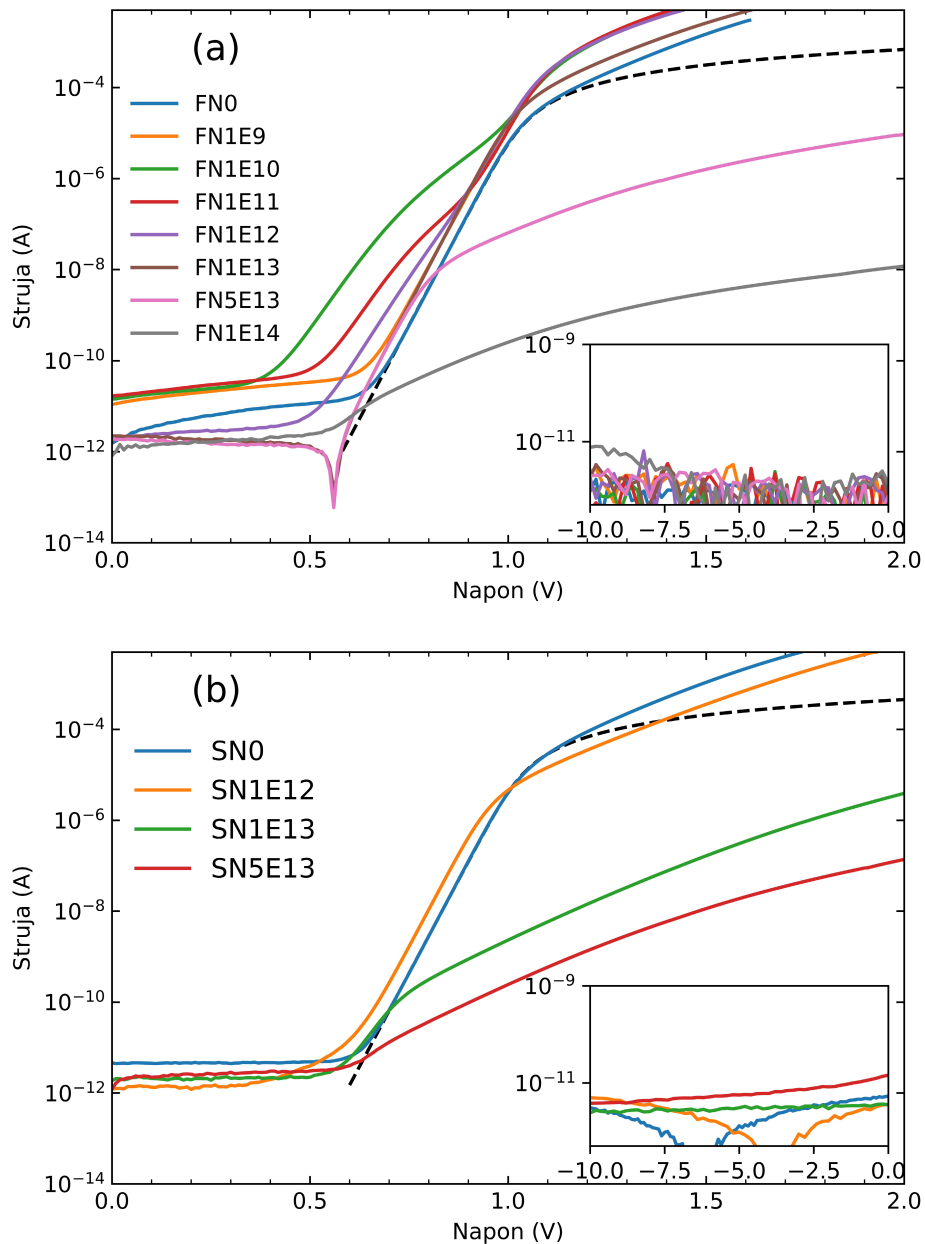 (a)
FN0
FN1E9
FN1E10
FN1E11
FN1E12
FN1E13
FN5E13
FN1E14
Struja (A)
10⁻⁴
10⁻⁶
10⁻⁸
10⁻¹⁰
10⁻¹²
10⁻¹⁴
10⁻⁹
10⁻¹¹
−10.0 −7.5 −5.0 −2.5 0.0
0.0 0.5 1.0 1.5 2.0
Napon (V)
(b)
SN0
SN1E12
SN1E13
SN5E13
Struja (A)
10⁻⁴
10⁻⁶
10⁻⁸
10⁻¹⁰
10⁻¹²
10⁻¹⁴
10⁻⁹
10⁻¹¹
−10.0 −7.5 −5.0 −2.5 0.0
0.0 0.5 1.0 1.5 2.0
Napon (V)